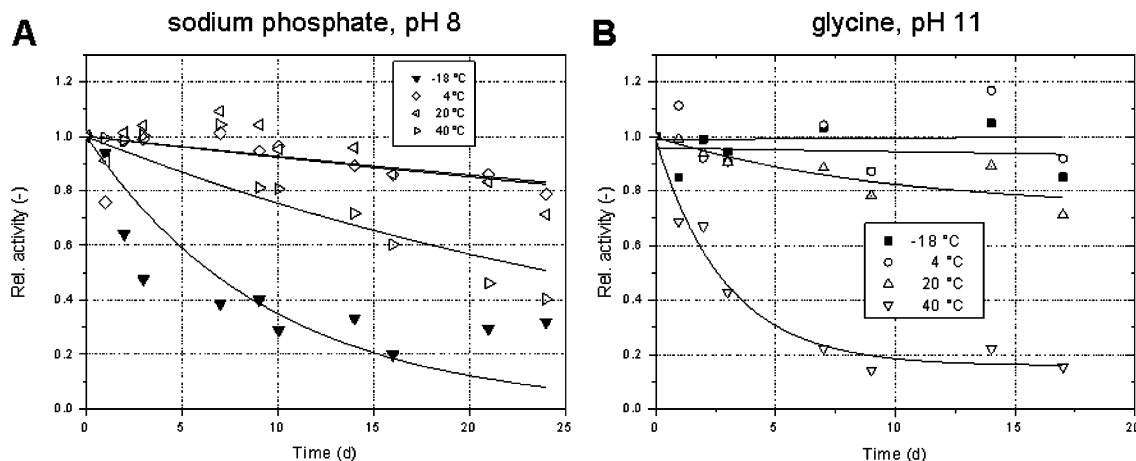 A
sodium phosphate, pH 8
-18 °C
4 °C
20 °C
40 °C
Rel. activity (-)
1.2
1.0
0.8
0.6
0.4
0.2
0.0
0
5
10
15
20
25
Time (d)
B
glycine, pH 11
-18 °C
4 °C
20 °C
40 °C
Rel. activity (-)
1.2
1.0
0.8
0.6
0.4
0.2
0.0
0
5
10
15
20
Time (d)